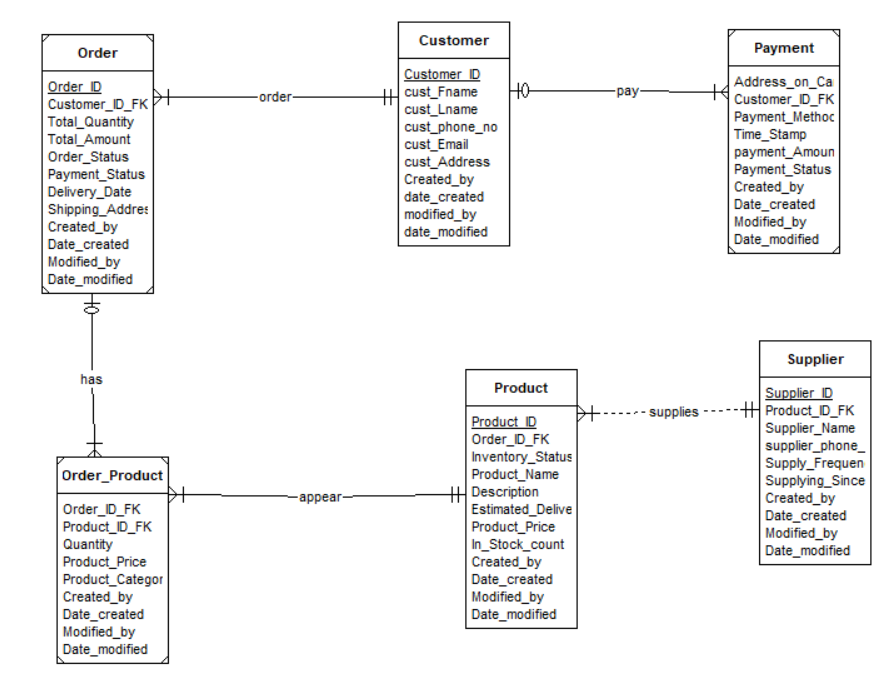 Order
Order_ID
Customer_ID_FK
Total_Quantity
Total_Amount
Order_Status
Payment_Status
Delivery_Date
Shipping_Addres
Created_by
Date_created
Modified_by
Date_modified
order
Customer
Customer_ID
cust_Fname
cust_Lname
cust_phone_no
cust_Email
cust_Address
Created_by
date_created
modified_by
date_modified
pay
Payment
Address_on_Ca
Customer_ID_FK
Payment_Method
Time_Stamp
payment_Amoun
Payment_Status
Created_by
Date_created
Modified_by
Date_modified
has
Order_Product
Order_ID_FK
Product_ID_FK
Quantity
Product_Price
Product_Categor
Created_by
Date_created
Modified_by
Date_modified
appear
Product
Product_ID
Order_ID_FK
Inventory_Status
Product_Name
Description
Estimated_Delive
Product_Price
In_Stock_count
Created_by
Date_created
Modified_by
Date_modified
supplies
Supplier
Supplier_ID
Product_ID_FK
Supplier_Name
supplier_phone_
Supply_Frequen
Supplying_Since
Created_by
Date_created
Modified_by
Date_modified